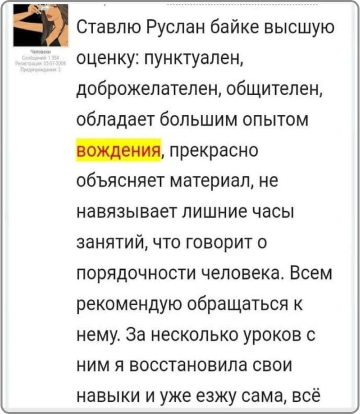 Ставлю Руслан байке высшую
оценку: пунктуален,
доброжелателен, общителен,
обладает большим опытом
вождения, прекрасно
объясняет материал, не
навязывает лишние часы
занятий, что говорит о
порядочности человека. Всем
рекомендую обращаться к
нему. За несколько уроков с
ним я восстановила свои
навыки и уже езжу сама, всё